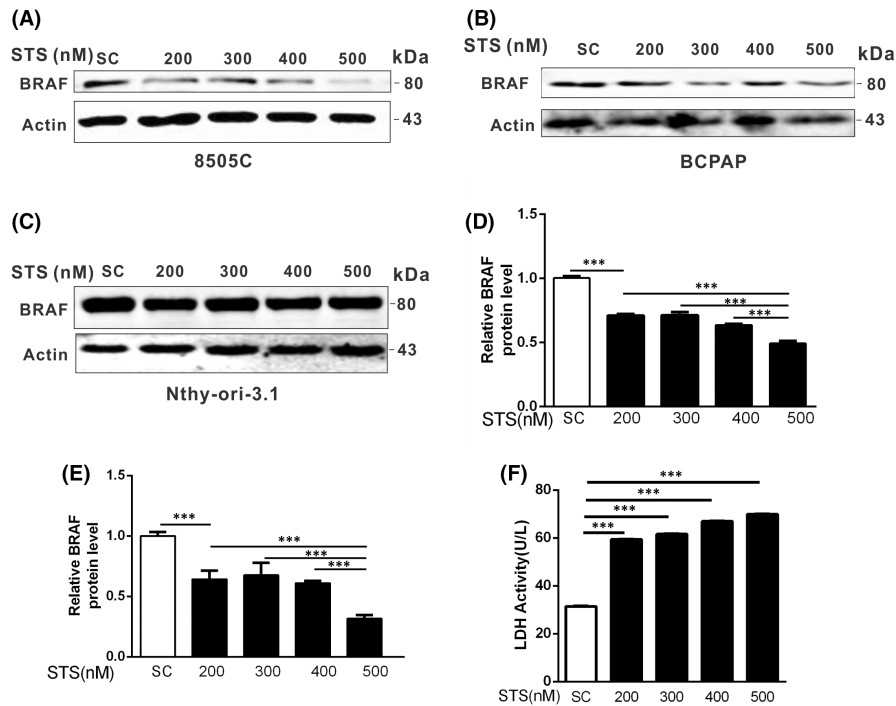 (A)
STS (nM) SC 200 300 400 500 kDa
BRAF 80
Actin 43
8505C
(B)
STS (nM) SC 200 300 400 500 kDa
BRAF 80
Actin 43
BCPAP
(C)
STS (nM) SC 200 300 400 500 kDa
BRAF 80
Actin 43
Nthy-ori-3.1
(D)
Relative BRAF
protein level
1.5
1.0
0.5
0.0
***
***
***
***
STS(nM) SC 200 300 400 500
(E)
Relative BRAF
protein level
1.5
1.0
0.5
0.0
***
***
***
***
STS(nM) SC 200 300 400 500
(F)
LDH Activity(U/L)
80
60
40
20
0
***
***
***
***
STS(nM) SC 200 300 400 500